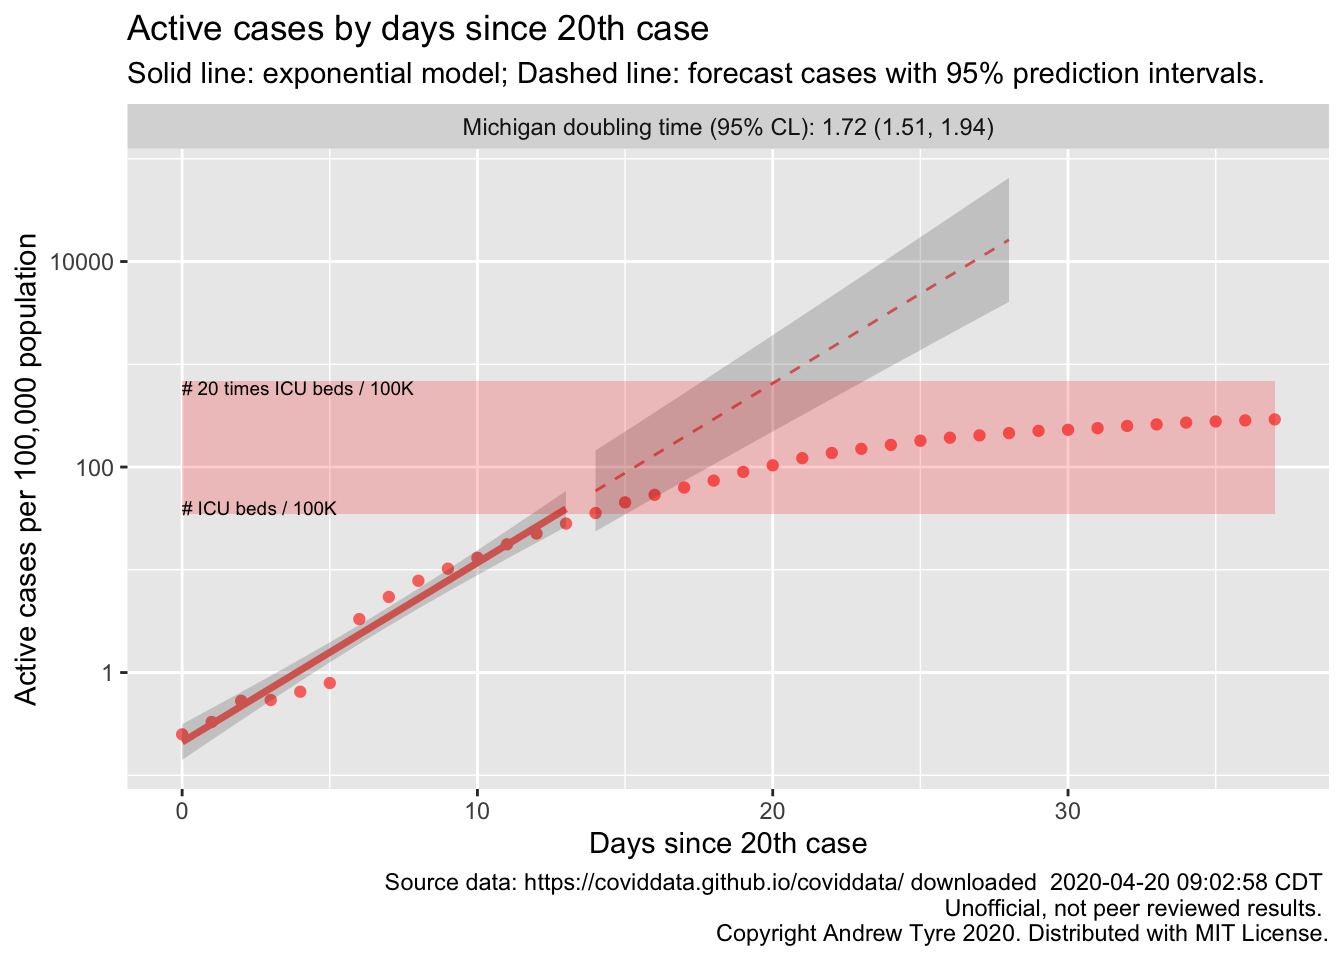 Active cases by days since 20th case
Solid line: exponential model; Dashed line: forecast cases with 95% prediction intervals.
Michigan doubling time (95% CL): 1.72 (1.51, 1.94)
Active cases per 100,000 population
10000
100
1
# 20 times ICU beds / 100K
# ICU beds / 100K
0 10 20 30
Days since 20th case
Source data: https://coviddata.github.io/coviddata/ downloaded  2020-04-20 09:02:58 CDT
Unofficial, not peer reviewed results.
Copyright Andrew Tyre 2020. Distributed with MIT License.